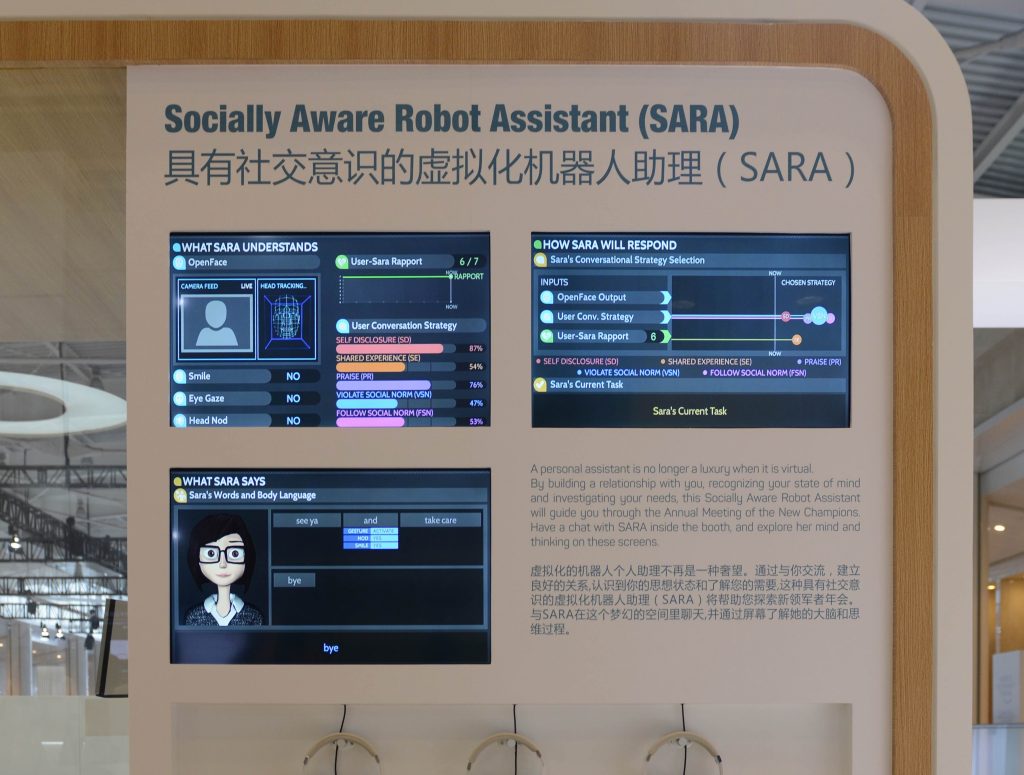 Socially Aware Robot Assistant (SARA)
具有社交意识的虚拟化机器人助理（SARA）
WHAT SARA UNDERSTANDS
OpenFace
CAMERA FEED LIVE HEAD TRACKING...
Smile NO
Eye Gaze NO
Head Nod NO
User-Sara Rapport 6 / 7
NOW
RAPPORT
NOW
User Conversation Strategy
SELF DISCLOSURE (SD)
87%
SHARED EXPERIENCE (SE)
54%
PRAISE (PR)
76%
VIOLATE SOCIAL NORM (VSN)
47%
FOLLOW SOCIAL NORM (FSN)
53%
HOW SARA WILL RESPOND
Sara's Conversational Strategy Selection
NOW
INPUTS CHOSEN STRATEGY
OpenFace Output
User Conv. Strategy
VSN
User-Sara Rapport 6
NOW
SELF DISCLOSURE (SD) SHARED EXPERIENCE (SE) PRAISE (PR)
VIOLATE SOCIAL NORM (VSN) FOLLOW SOCIAL NORM (FSN)
Sara's Current Task
Sara's Current Task
WHAT SARA SAYS
Sara's Words and Body Language
see ya and take care
GESTURE
NOD YES
SMILE YES
bye
bye
A personal assistant is no longer a luxury when it is virtual.
By building a relationship with you, recognizing your state of mind
and investigating your needs, this Socially Aware Robot Assistant
will guide you through the Annual Meeting of the New Champions.
Have a chat with SARA inside the booth, and explore her mind and
thinking on these screens.
虚拟化的机器人个人助理不再是一种奢望。通过与你交流，建立
良好的关系,认识到你的思想状态和了解您的需要,这种具有社交意
识的虚拟化机器人助理（SARA）将帮助您探索新领军者年会。
与SARA在这个梦幻的空间里聊天,并通过屏幕了解她的大脑和思
维过程。